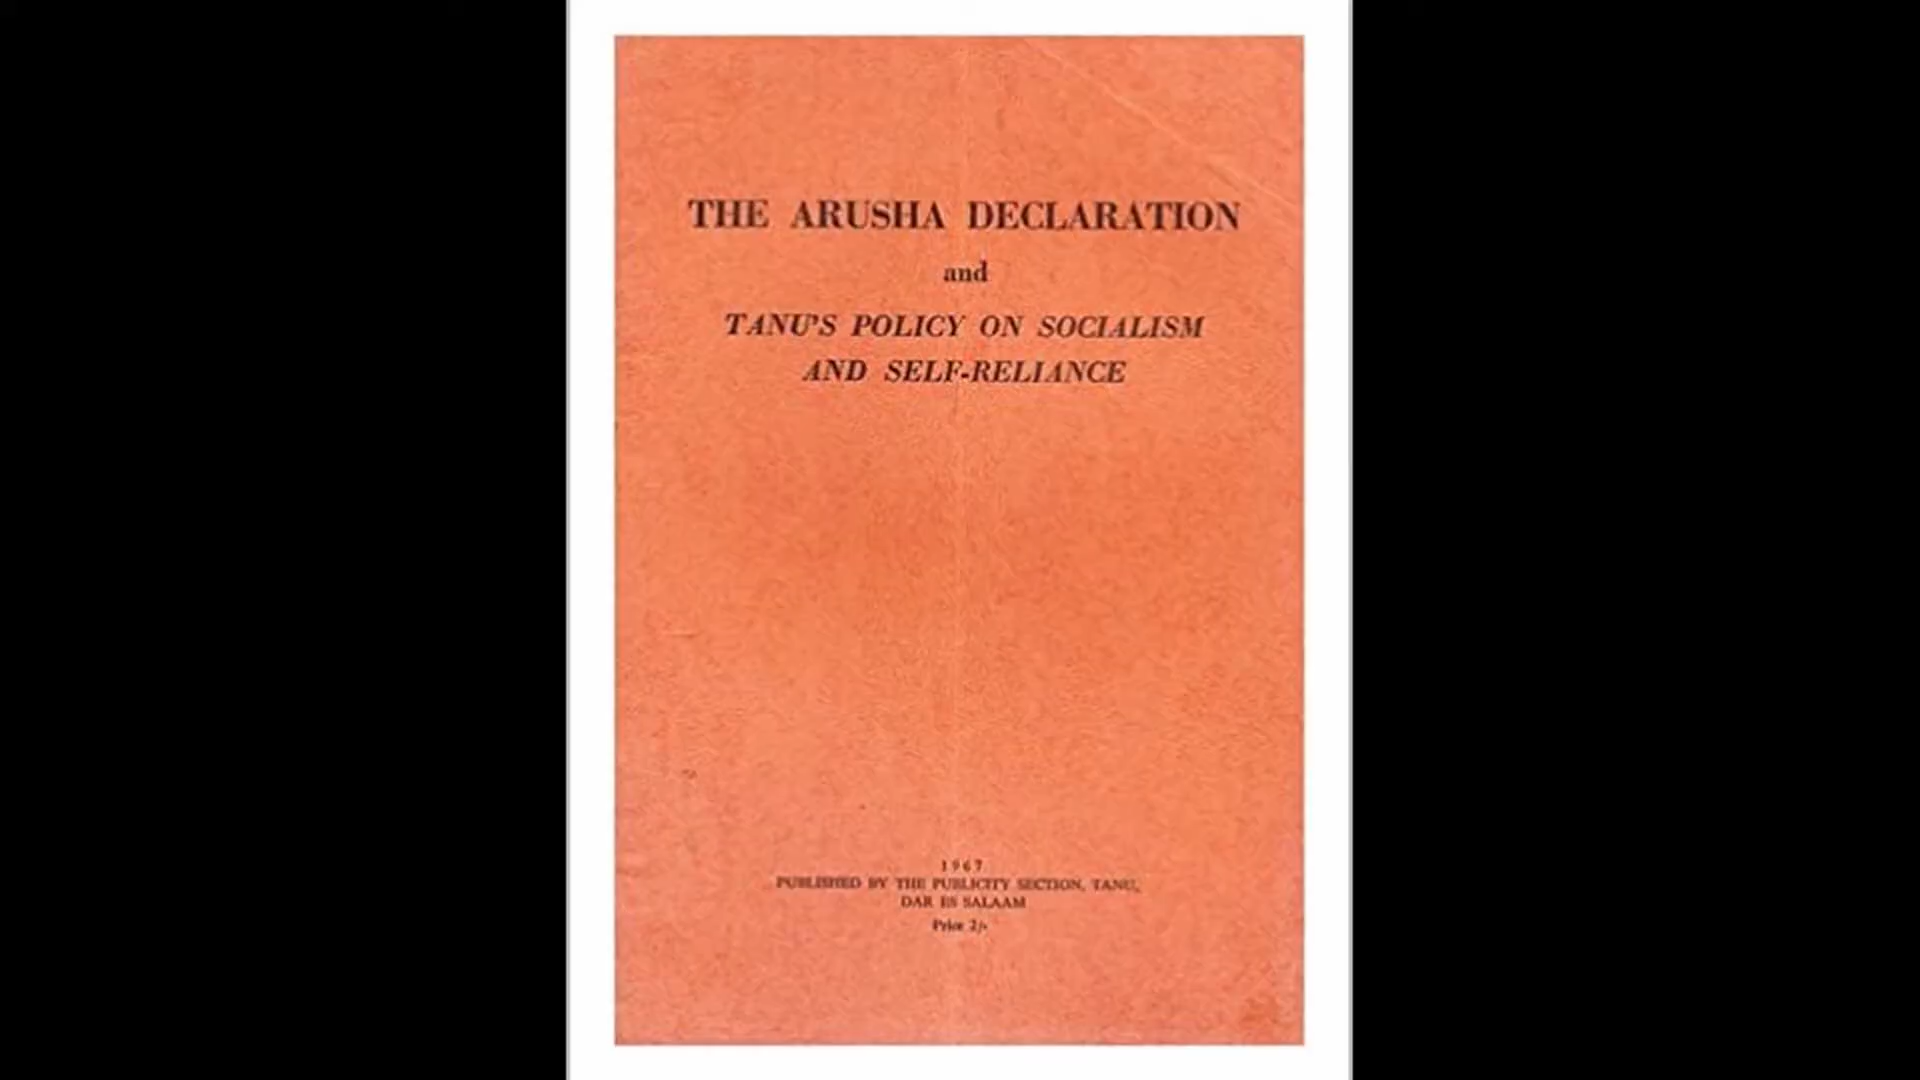 THE ARUSHA DECLARATION
and
TANU'S POLICY ON SOCIALISM
AND SELF-RELIANCE
1967
PUBLISHED BY THE PUBLICITY SECTION, TANU,
DAR ES SALAAM
Price 2/-